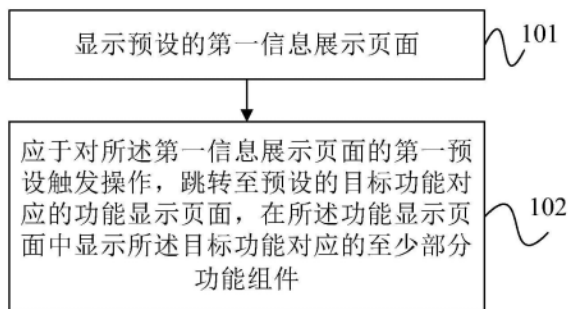 显示预设的第一信息展示页面
101
应于对所述第一信息展示页面的第一预
设触发操作，跳转至预设的目标功能对
应的功能显示页面，在所述功能显示页
面中显示所述目标功能对应的至少部分
功能组件
102